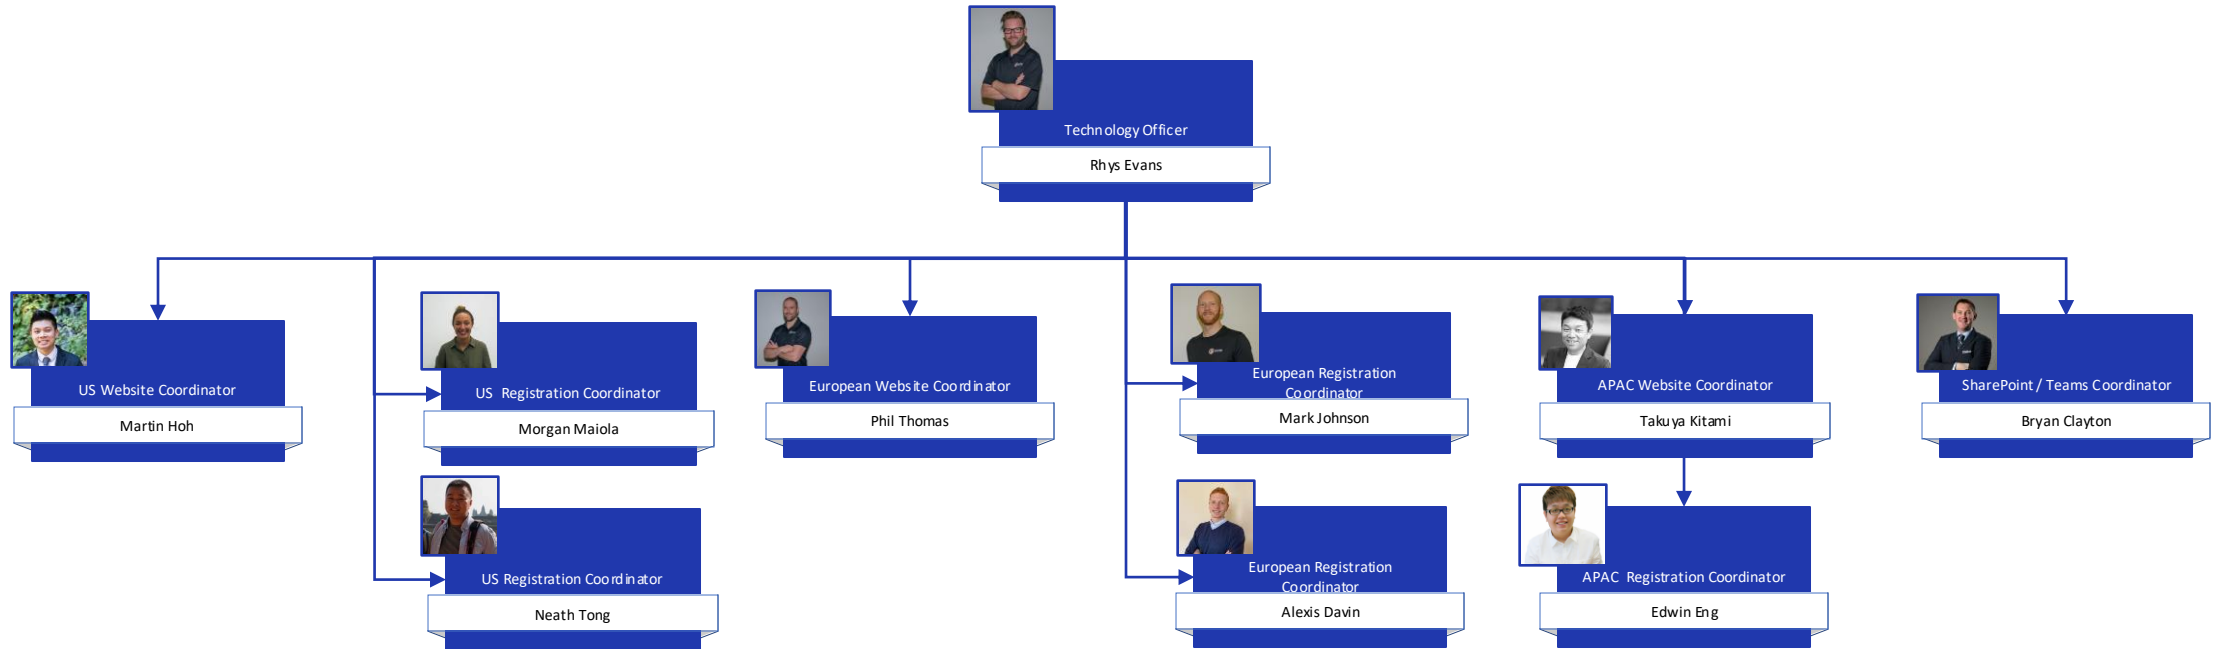 Technology Officer
Rhys Evans
US Website Coordinator
Martin Hoh
US Registration Coordinator
Morgan Maiola
European Website Coordinator
Phil Thomas
European Registration
Coordinator
Mark Johnson
APAC Website Coordinator
Takuya Kitami
SharePoint / Teams Coordinator
Bryan Clayton
US Registration Coordinator
Neath Tong
European Registration
Coordinator
Alexis Davin
APAC Registration Coordinator
Edwin Eng